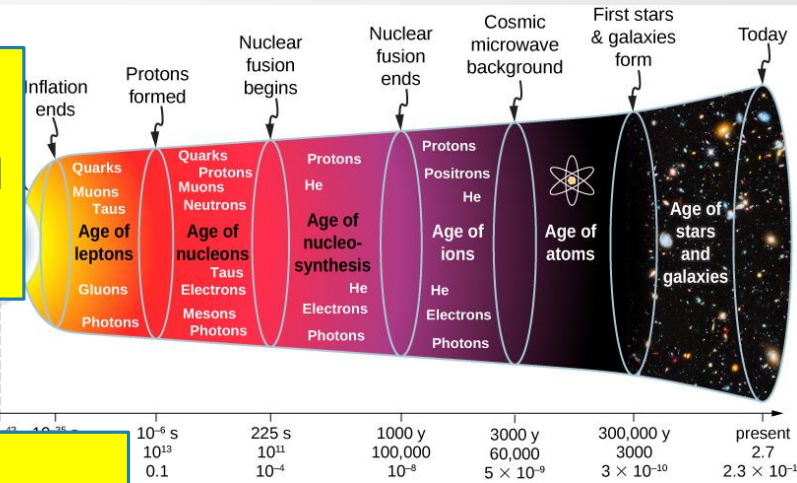 Inflation
ends
Protons
formed
Nuclear
fusion
begins
Nuclear
fusion
ends
Cosmic
microwave
background
First stars
& galaxies
form
Today
Quarks
Muons
Taus
Age of
leptons
Gluons
Photons
Quarks
Protons
Muons
Neutrons
Age of
nucleons
Taus
Electrons
Mesons
Photons
Protons
He
Age of
nucleo-
synthesis
He
Electrons
Photons
Protons
Positrons
He
Age of
ions
He
Electrons
Photons
Age of
atoms
Age of
stars
and
galaxies
10⁻⁶ s 225 s 1000 y 3000 y 300,000 y present
10¹³ 10¹¹ 100,000 60,000 3000 2.7
0.1 10⁻⁴ 10⁻⁸ 5 × 10⁻⁹ 3 × 10⁻¹⁰ 2.3 × 10⁻¹